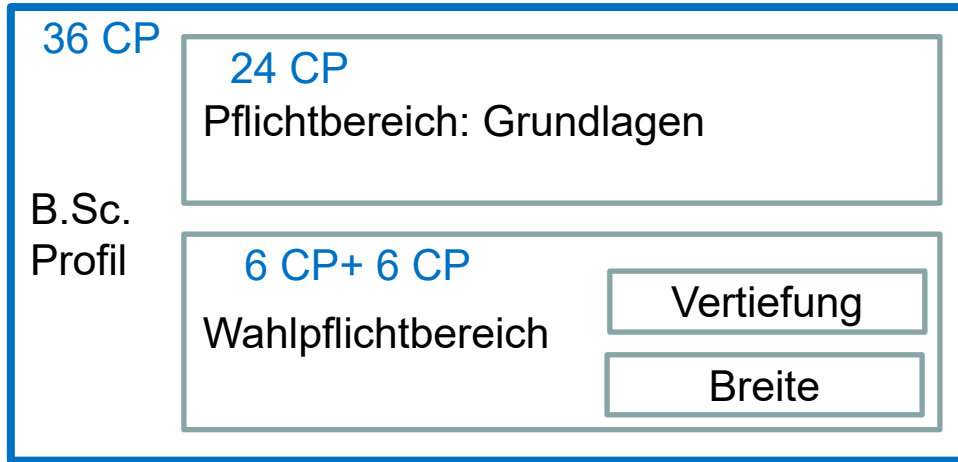 36 CP
24 CP
Pflichtbereich: Grundlagen
B.Sc.
Profil
6 CP+ 6 CP
Wahlpflichtbereich
Vertiefung
Breite